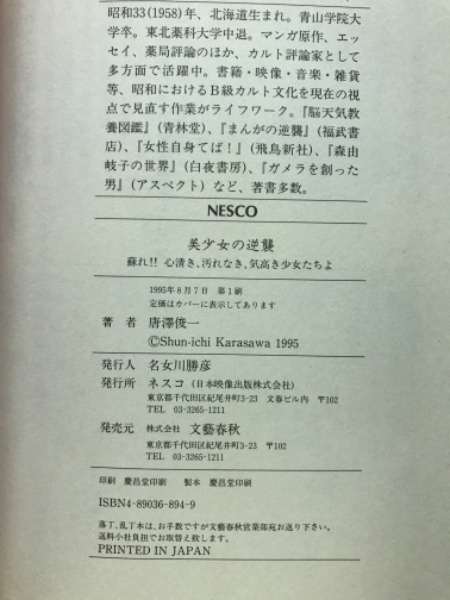 昭和33(1958)年、北海道生まれ。青山学院大
学卒。東北薬科大学中退。マンガ原作、エッ
セイ、薬局評論のほか、カルト評論家として
多方面で活躍中。書籍・映像・音楽・雑貨
等、昭和におけるB級カルト文化を現在の視
点で見直す作業がライフワーク。『脳天気教
養図鑑』(青林堂)、『まんがの逆襲』(福武書
店)、『女性自身てば!』(飛鳥新社)、『森由
岐子の世界』(白夜書房)、『ガメラを創った
男』(アスペクト)など、著書多数。
NESCO
美少女の逆襲
蘇れ!! 心清き、汚れなき、気高き少女たちよ
1995年8月7日 第1刷
定価はカバーに表示してあります
著者 唐澤俊一
©Shun-ichi Karasawa 1995
発行人 名女川勝彦
発行所 ネスコ(日本映像出版株式会社)
東京都千代田区紀尾井町3-23 文春ビル内 〒102
TEL 03-3265-1211
発売元 株式会社 文藝春秋
東京都千代田区紀尾井町3-23 〒102
TEL 03-3265-1211
印刷 慶昌堂印刷 製本 慶昌堂印刷
ISBN4-89036-894-9
落丁、乱丁本は、お手数ですが文藝春秋営業部宛お送り下さい。
送料小社負担でお取替え致します。
PRINTED IN JAPAN